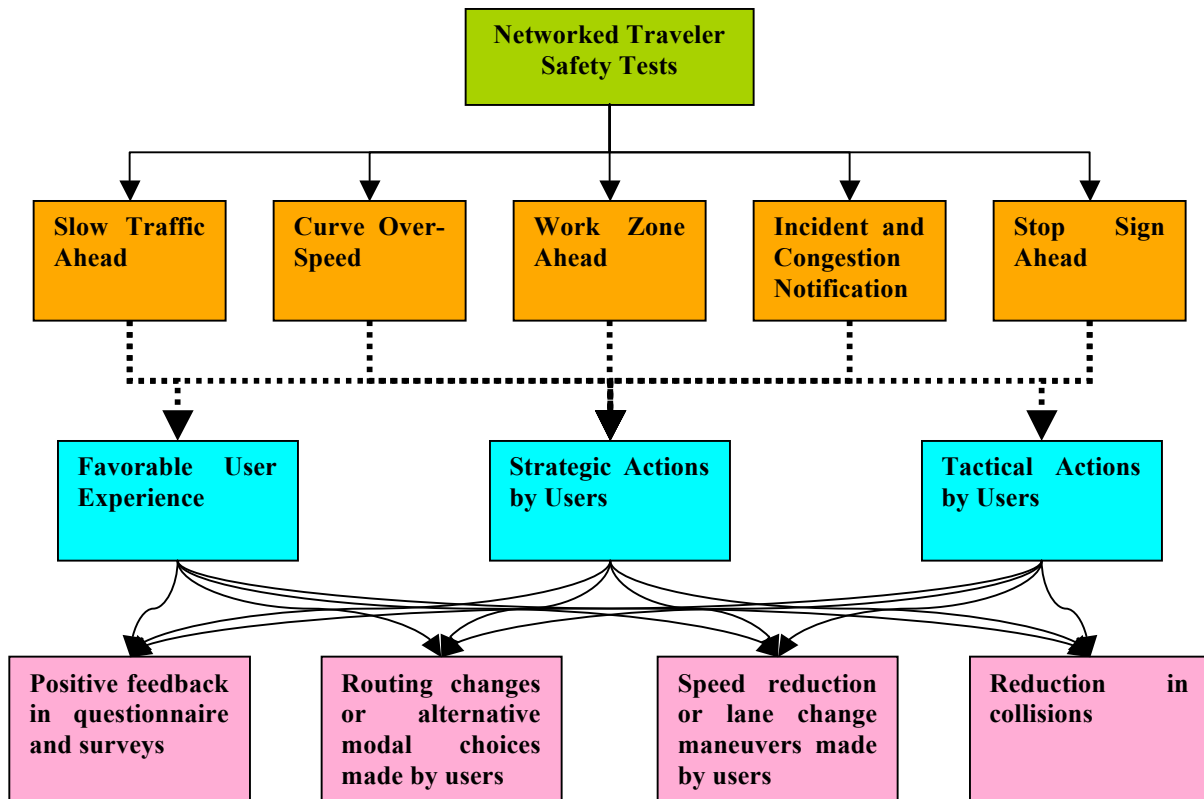 Networked Traveler
Safety Tests
Slow Traffic
Ahead
Curve Over-
Speed
Work Zone
Ahead
Incident and
Congestion
Notification
Stop Sign
Ahead
Favorable User
Experience
Strategic Actions
by Users
Tactical Actions
by Users
Positive feedback
in questionnaire
and surveys
Routing changes
or alternative
modal choices
made by users
Speed reduction
or lane change
maneuvers made
by users
Reduction in
collisions